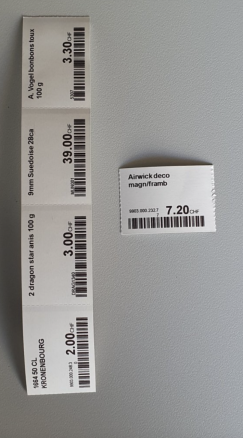 A. Vogel bonbons toux
100 g
3.30 CHF
9mm Suedoise 28ca
39.00 CHF
2 dragon star anis 100 g
3.00 CHF
1664 50 CL
KRONENBOURG
2.00 CHF
Airwick deco
magn/framb
7.20 CHF